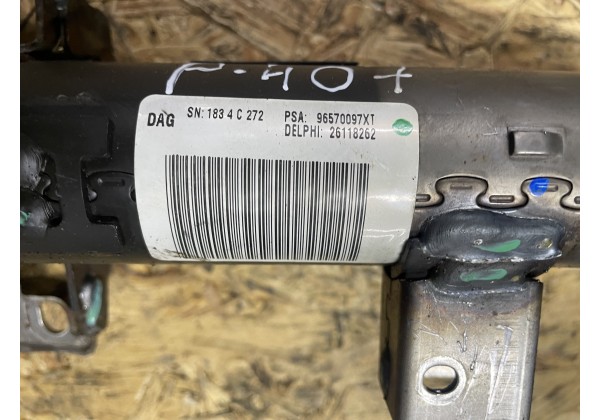 P-407
DAG SN: 183 4 C 272 PSA: 96570097XT
DELPHI: 26118262